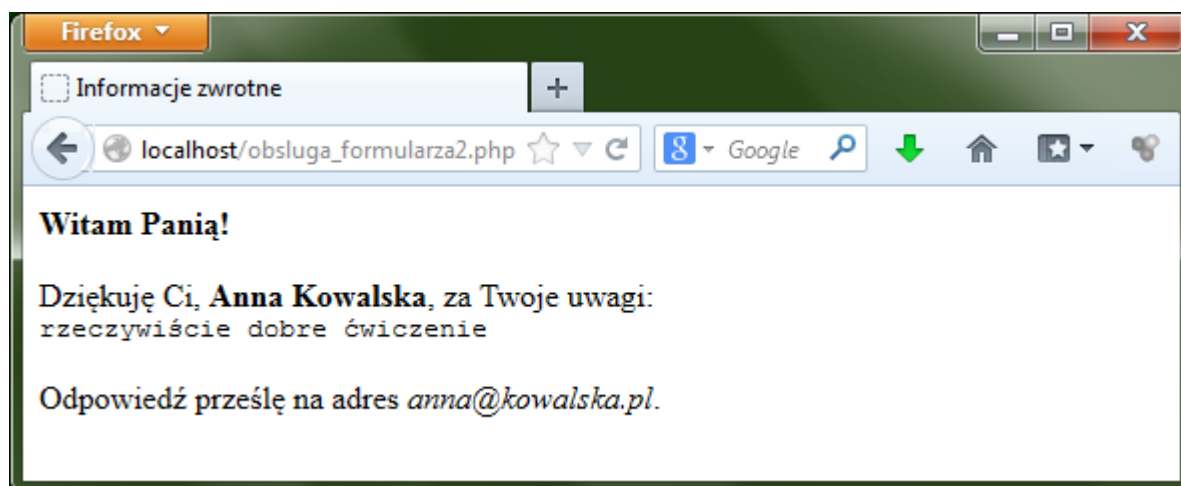 Firefox
Informacje zwrotne
localhost/obsluga_formularza2.php
8 Google
Witam Panią!
Dziękuję Ci, Anna Kowalska, za Twoje uwagi:
rzeczywiście dobre ćwiczenie
Odpowiedź prześlę na adres anna@kowalska.pl.